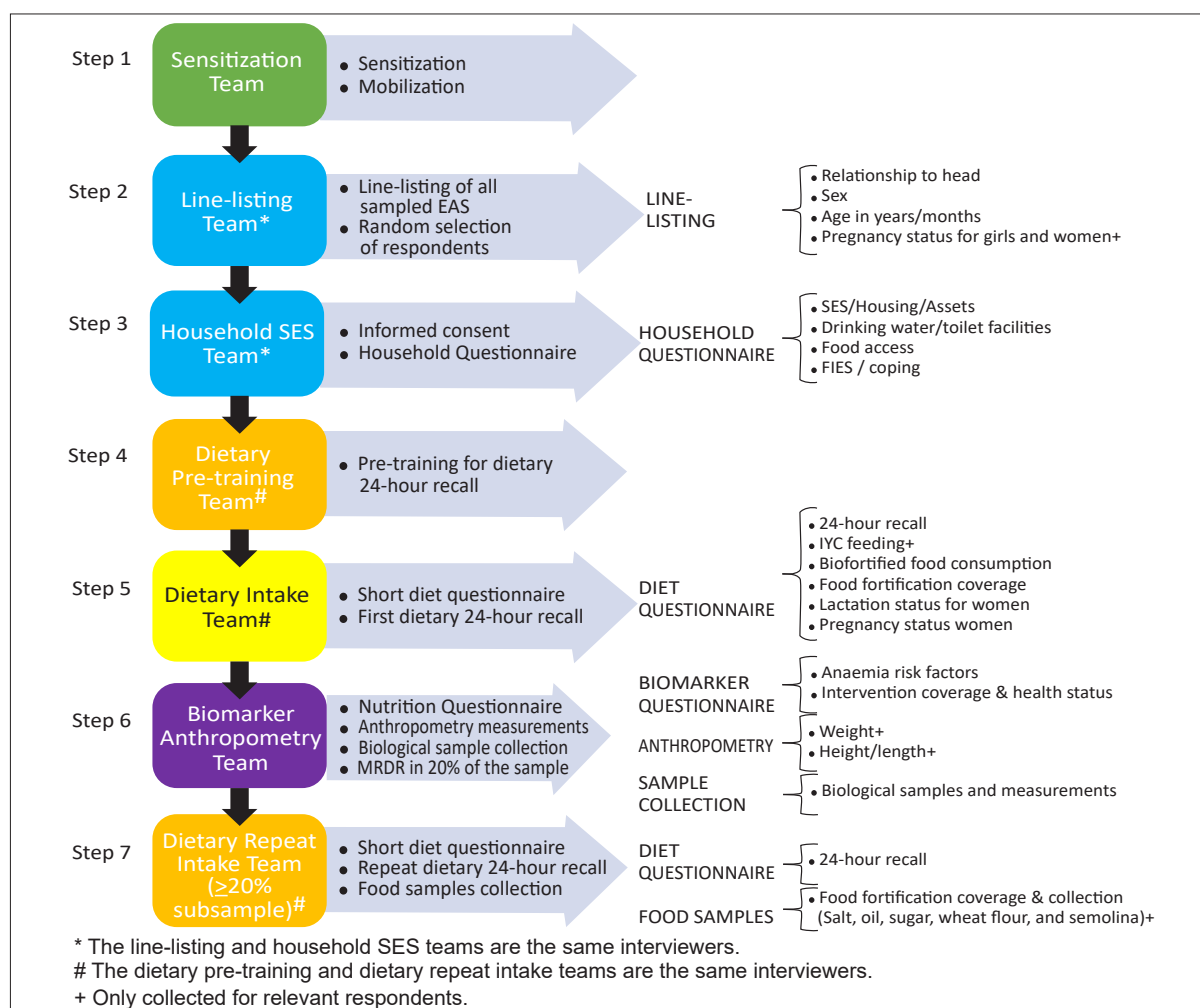 Step 1
Sensitization
Team
• Sensitization
• Mobilization
Step 2
Line-listing
Team*
• Line-listing of all
sampled EAS
• Random selection
of respondents
LINE-
LISTING
• Relationship to head
• Sex
• Age in years/months
• Pregnancy status for girls and women+
Step 3
Household SES
Team*
• Informed consent
• Household Questionnaire
HOUSEHOLD
QUESTIONNAIRE
• SES/Housing/Assets
• Drinking water/toilet facilities
• Food access
• FIES / coping
Step 4
Dietary
Pre-training
Team#
• Pre-training for dietary
24-hour recall
Step 5
Dietary Intake
Team#
• Short diet questionnaire
• First dietary 24-hour recall
DIET
QUESTIONNAIRE
• 24-hour recall
• IYC feeding+
• Biofortified food consumption
• Food fortification coverage
• Lactation status for women
• Pregnancy status women
Step 6
Biomarker
Anthropometry
Team
• Nutrition Questionnaire
• Anthropometry measurements
• Biological sample collection
• MRDR in 20% of the sample
BIOMARKER
QUESTIONNAIRE
• Anaemia risk factors
• Intervention coverage & health status
ANTHROPOMETRY
• Weight+
• Height/length+
SAMPLE
COLLECTION
• Biological samples and measurements
Step 7
Dietary Repeat
Intake Team
(≥20%
subsample)#
• Short diet questionnaire
• Repeat dietary 24-hour recall
• Food samples collection
DIET
QUESTIONNAIRE
• 24-hour recall
FOOD SAMPLES
• Food fortification coverage & collection
(Salt, oil, sugar, wheat flour, and semolina)+
* The line-listing and household SES teams are the same interviewers.
# The dietary pre-training and dietary repeat intake teams are the same interviewers.
+ Only collected for relevant respondents.